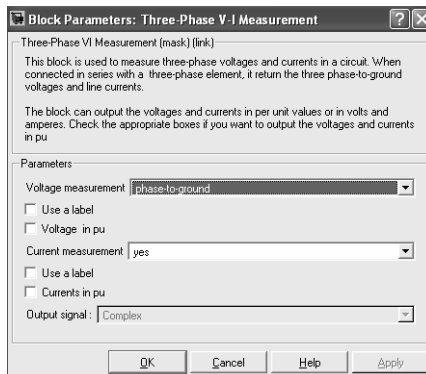 Block Parameters: Three-Phase V-I Measurement
Three-Phase VI Measurement (mask) (link)
This block is used to measure three-phase voltages and currents in a circuit. When
connected in series with a three-phase element, it return the three phase-to-ground
voltages and line currents.
The block can output the voltages and currents in per unit values or in volts and
amperes. Check the appropriate boxes if you want to output the voltages and currents
in pu
Parameters
Voltage measurement phase-to-ground
Use a label
Voltage in pu
Current measurement yes
Use a label
Currents in pu
Output signal : Complex
OK Cancel Help Apply